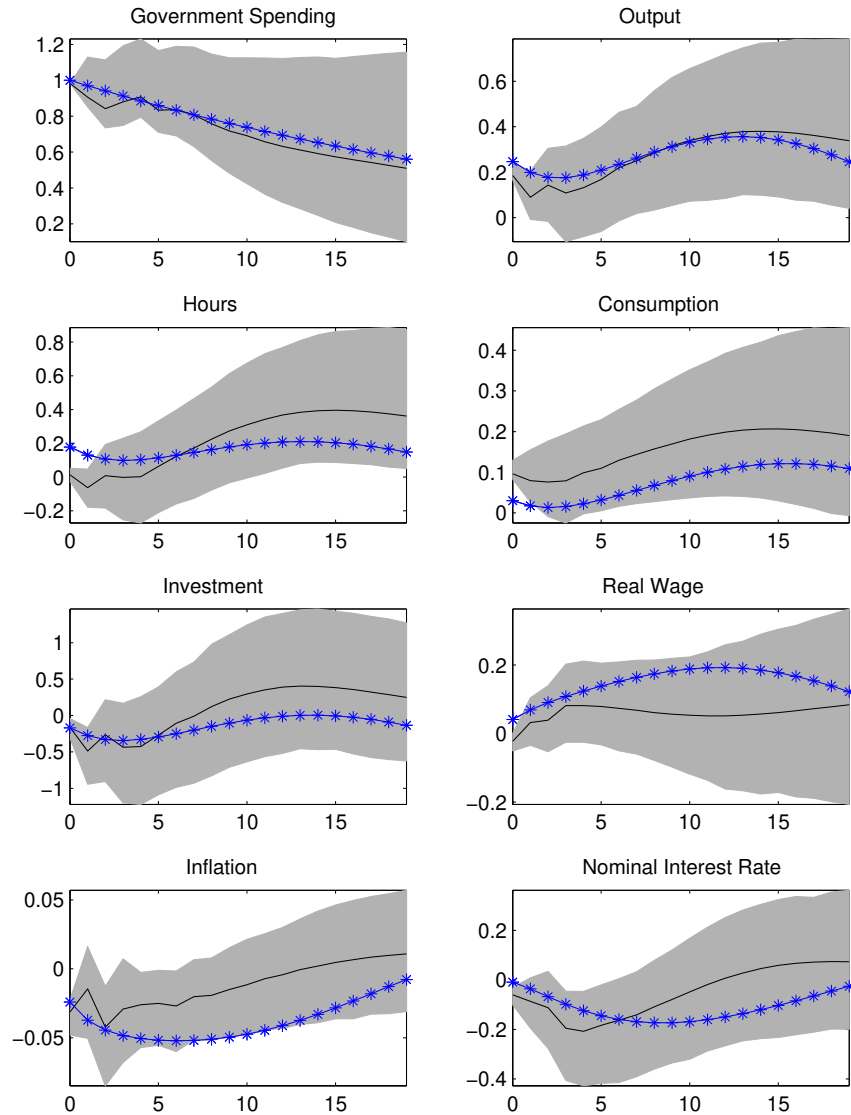 Government Spending
1.2
1
0.8
0.6
0.4
0.2
0 5 10 15
Output
0.6
0.4
0.2
0
0 5 10 15
Hours
0.8
0.6
0.4
0.2
0
−0.2
0 5 10 15
Consumption
0.4
0.3
0.2
0.1
0
0 5 10 15
Investment
1
0.5
0
−0.5
−1
0 5 10 15
Real Wage
0.2
0
−0.2
0 5 10 15
Inflation
0.05
0
−0.05
0 5 10 15
Nominal Interest Rate
0.2
0
−0.2
−0.4
0 5 10 15